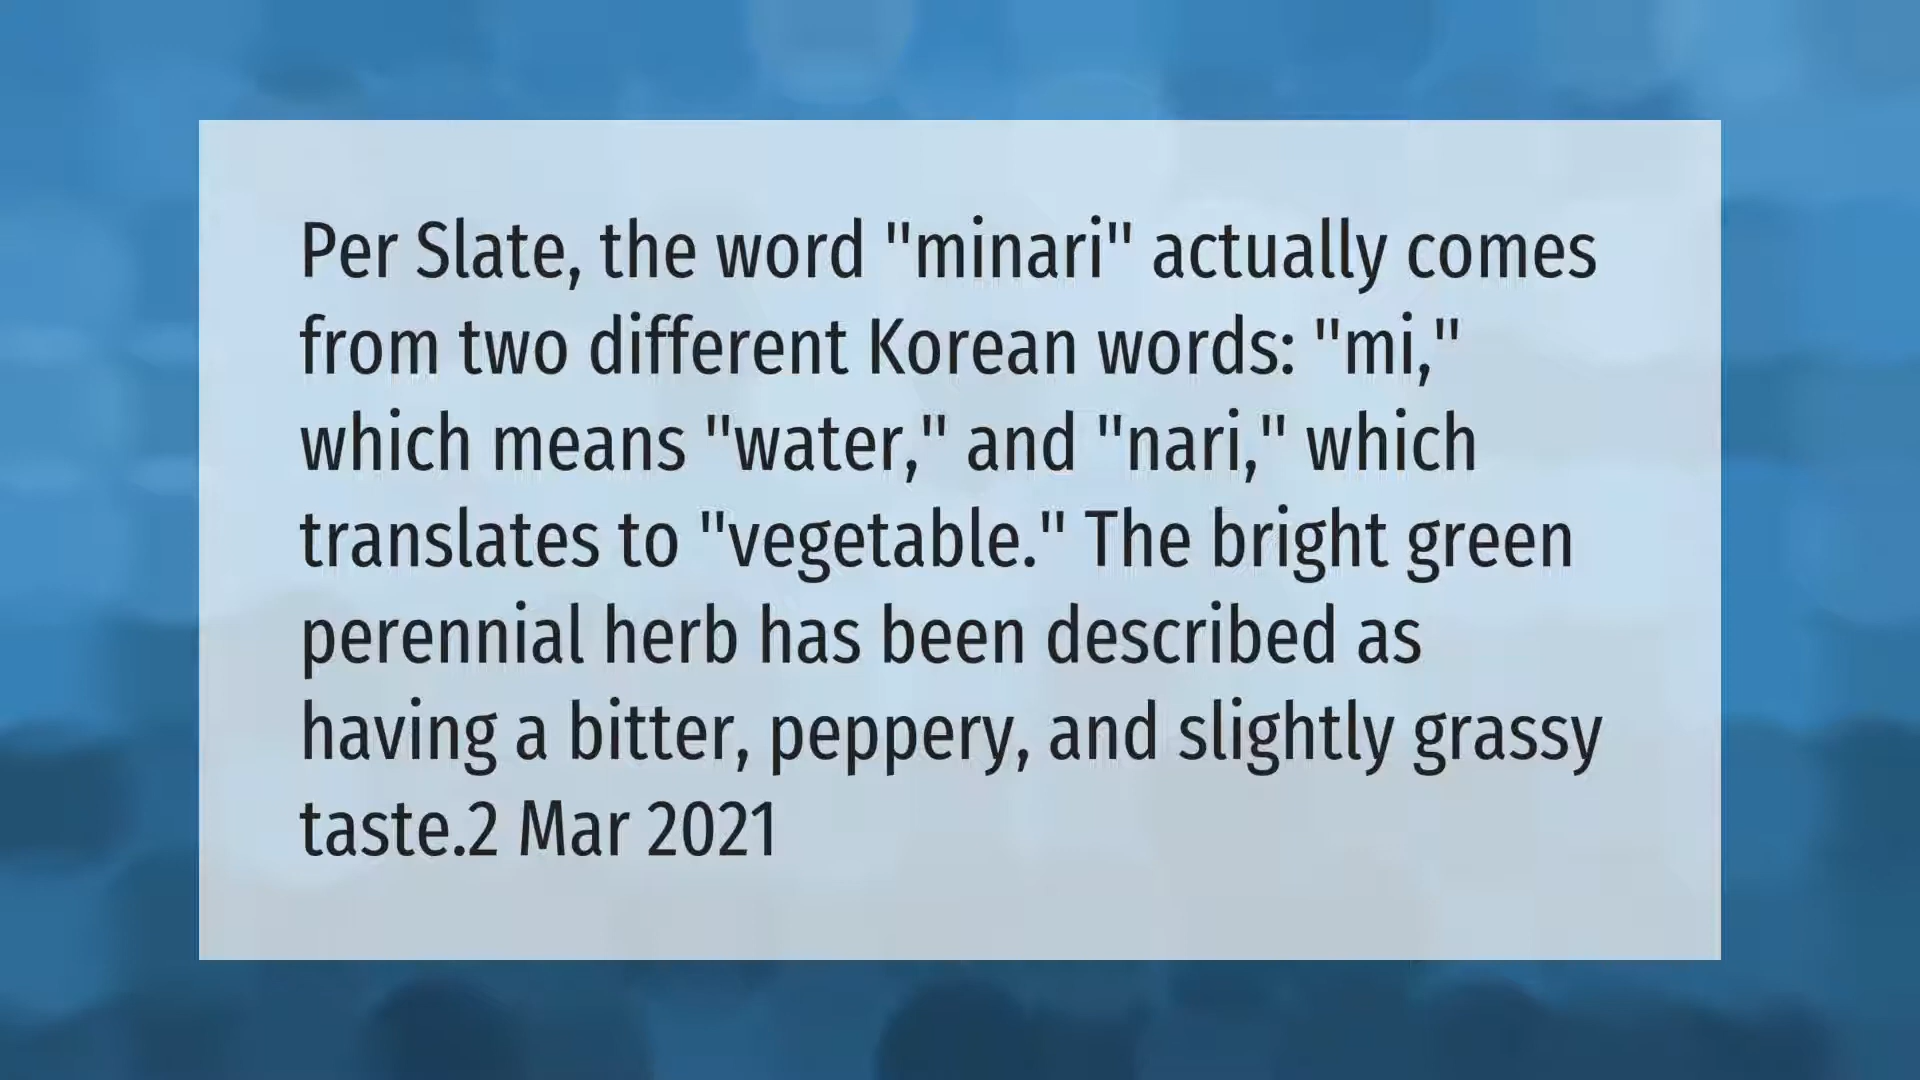 Per Slate, the word "minari" actually comes
from two different Korean words: "mi,"
which means "water," and "nari," which
translates to "vegetable." The bright green
perennial herb has been described as
having a bitter, peppery, and slightly grassy
taste.2 Mar 2021